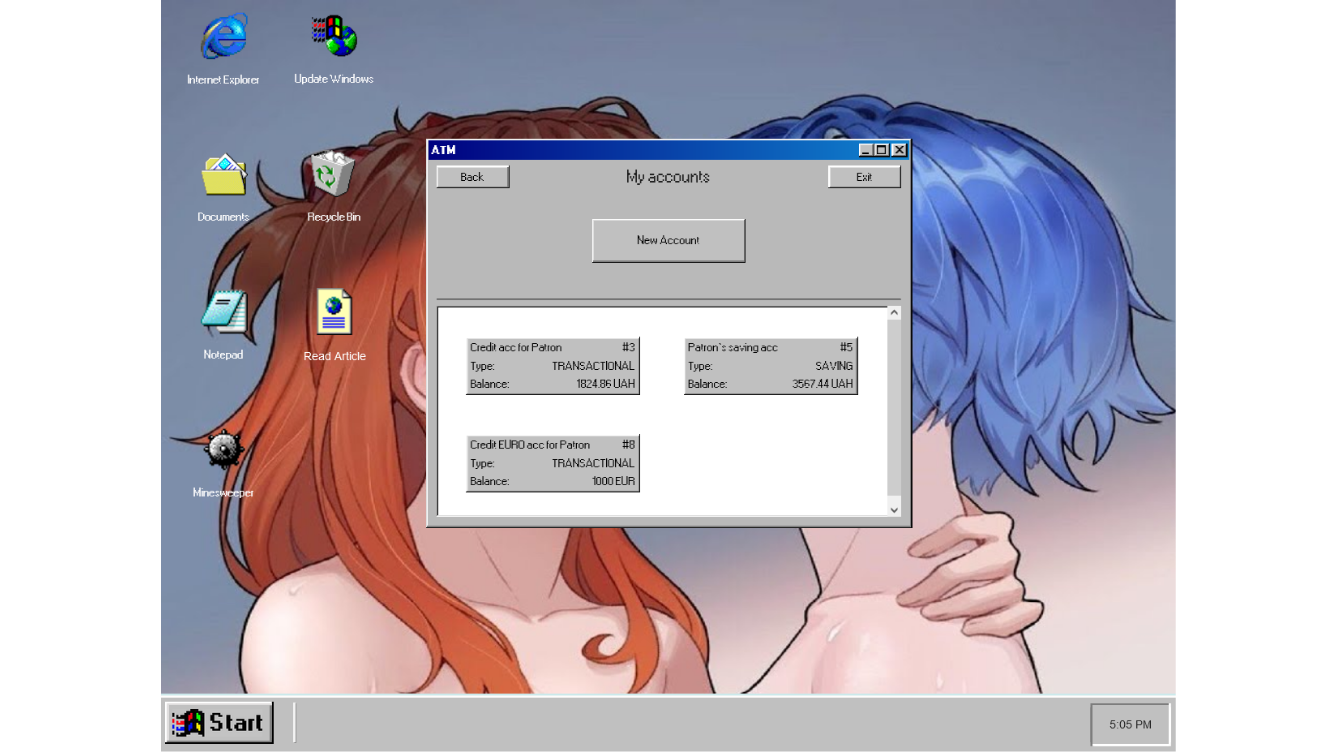 Internet Explorer
Update Windows
Documents
Recycle Bin
Notepad
Read Article
Minesweeper
ATM
Back
My accounts
Exit
New Account
Credit acc for Patron #3
Type: TRANSACTIONAL
Balance: 1824.86 UAH
Patron`s saving acc #5
Type: SAVING
Balance: 3567.44 UAH
Credit EURO acc for Patron #8
Type: TRANSACTIONAL
Balance: 1000 EUR
Start
5:05 PM